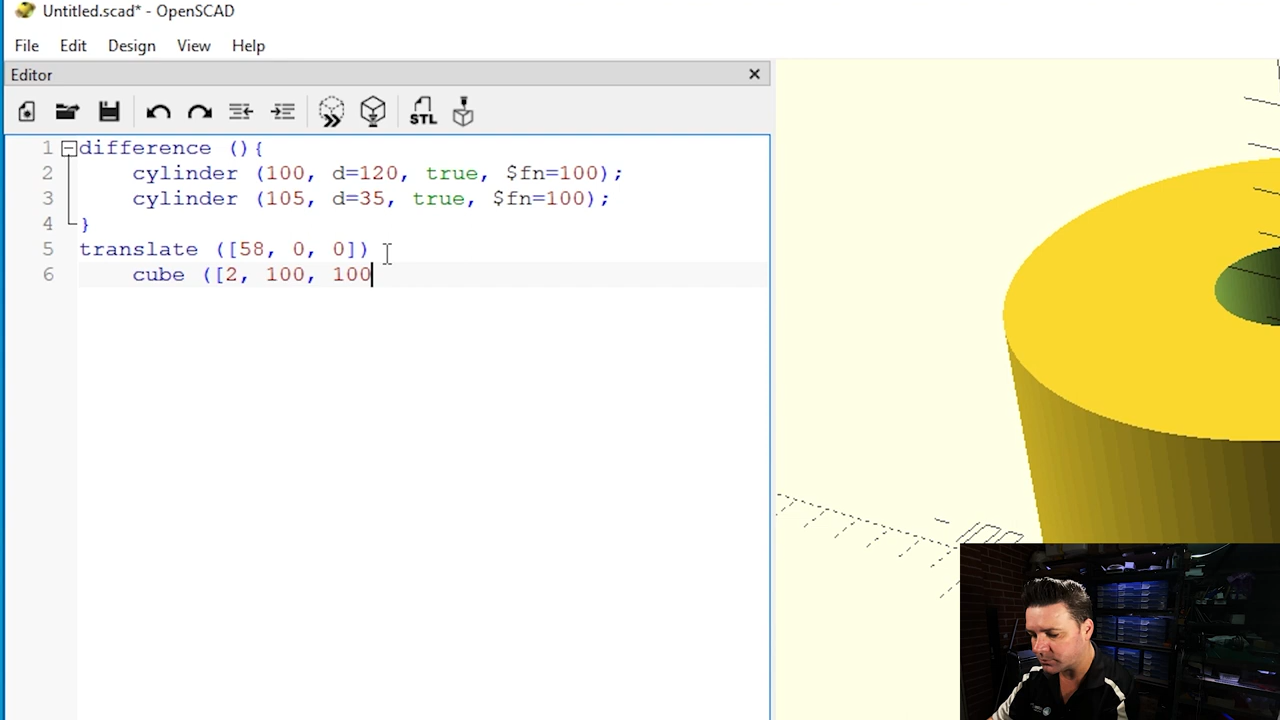 Untitled.scad* - OpenSCAD
File Edit Design View Help
Editor
STL
1 difference (){
2 cylinder (100, d=120, true, $fn=100);
3 cylinder (105, d=35, true, $fn=100);
4 }
5 translate ([58, 0, 0])
6 cube ([2, 100, 100